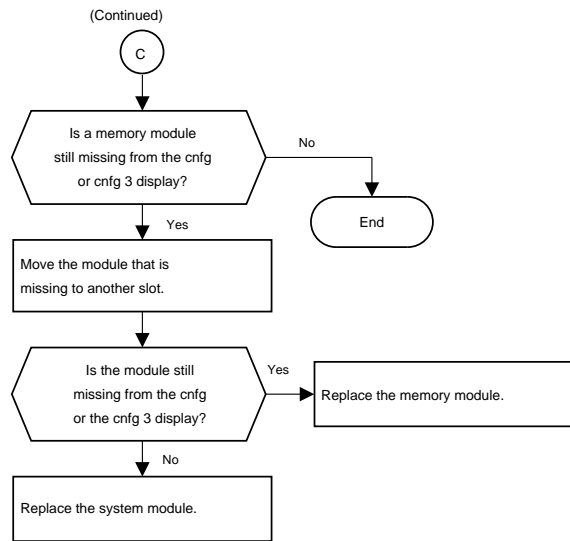 (Continued)
C
Is a memory module
still missing from the cnfg
or cnfg 3 display?
No
End
Yes
Move the module that is
missing to another slot.
Is the module still
missing from the cnfg
or the cnfg 3 display?
Yes
Replace the memory module.
No
Replace the system module.